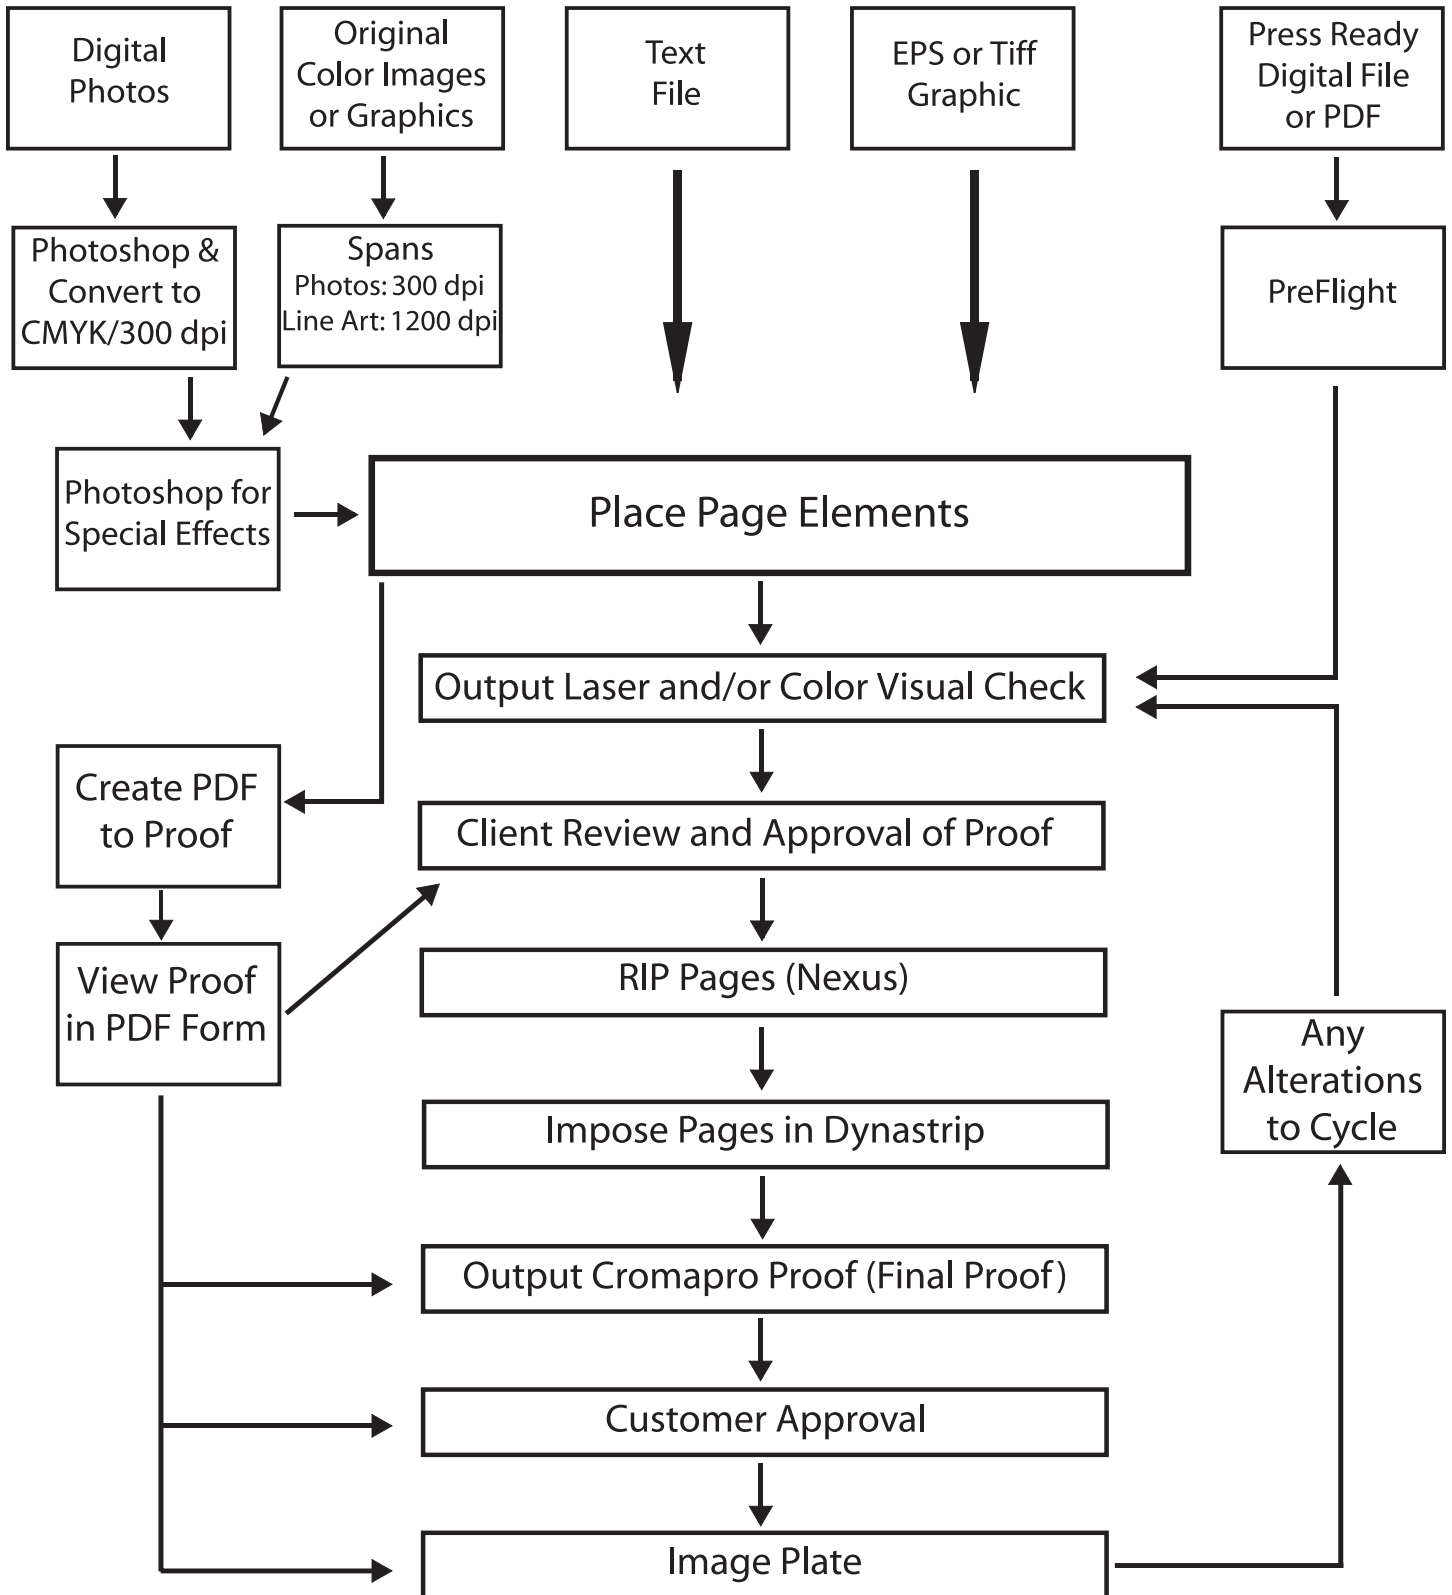 Digital
Photos
Original
Color Images
or Graphics
Text
File
EPS or Tiff
Graphic
Press Ready
Digital File
or PDF
Photoshop &
Convert to
CMYK/300 dpi
Spans
Photos: 300 dpi
Line Art: 1200 dpi
PreFlight
Photoshop for
Special Effects
Place Page Elements
Output Laser and/or Color Visual Check
Create PDF
to Proof
Client Review and Approval of Proof
View Proof
in PDF Form
RIP Pages (Nexus)
Any
Alterations
to Cycle
Impose Pages in Dynastrip
Output Cromapro Proof (Final Proof)
Customer Approval
Image Plate